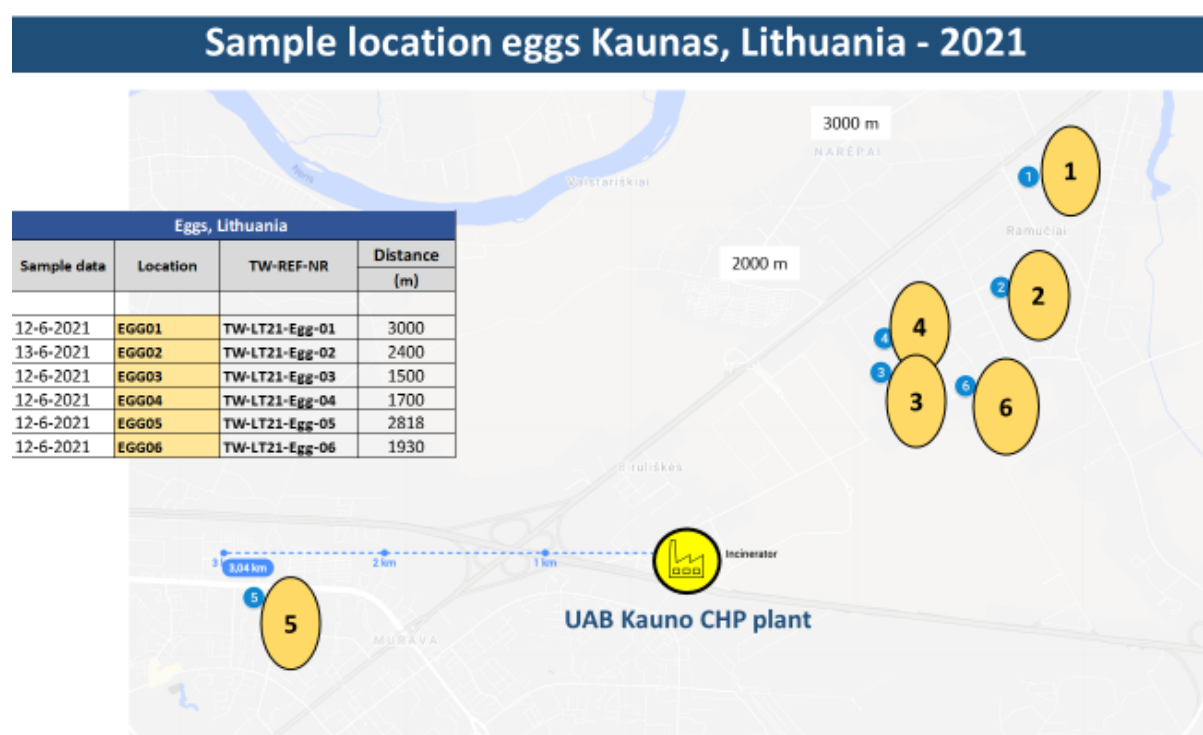 Sample location eggs Kaunas, Lithuania - 2021
3000 m
NARĖPAI
1
1
Vaistariškiai
Neris
Ramučiai
Eggs, Lithuania
Sample data Location TW-REF-NR Distance
(m)
12-6-2021 EGG01 TW-LT21-Egg-01 3000
13-6-2021 EGG02 TW-LT21-Egg-02 2400
12-6-2021 EGG03 TW-LT21-Egg-03 1500
12-6-2021 EGG04 TW-LT21-Egg-04 1700
12-6-2021 EGG05 TW-LT21-Egg-05 2818
12-6-2021 EGG06 TW-LT21-Egg-06 1930
2000 m
2
2
4
4
3
3
6
6
Biruliškės
3,04 km
2 km
1 km
Incinerator
UAB Kauno CHP plant
5
5
MURAVA